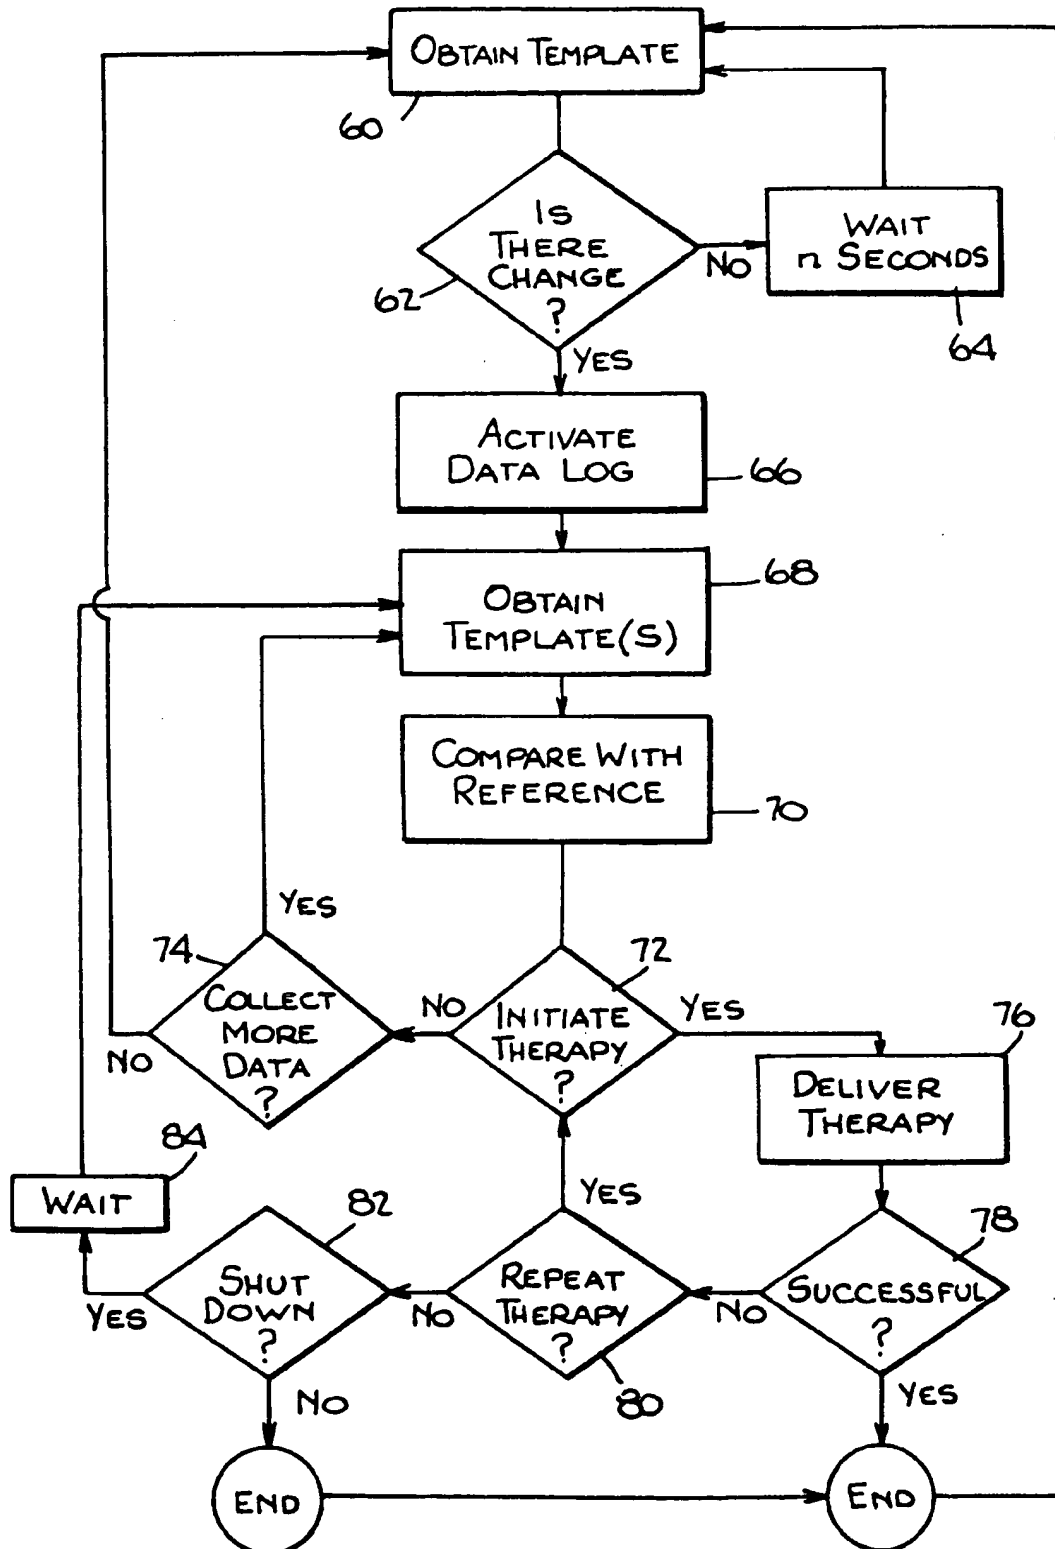 OBTAIN TEMPLATE
60
IS
THERE
CHANGE
?
62
NO
WAIT
n SECONDS
64
YES
ACTIVATE
DATA LOG
66
OBTAIN
TEMPLATE(S)
68
COMPARE WITH
REFERENCE
70
YES
74
COLLECT
MORE
DATA
?
NO
NO
72
INITIATE
THERAPY
?
YES
76
DELIVER
THERAPY
84
WAIT
YES
82
SHUT
DOWN
?
NO
YES
REPEAT
THERAPY
?
80
NO
78
SUCCESSFUL
?
NO
YES
END
END